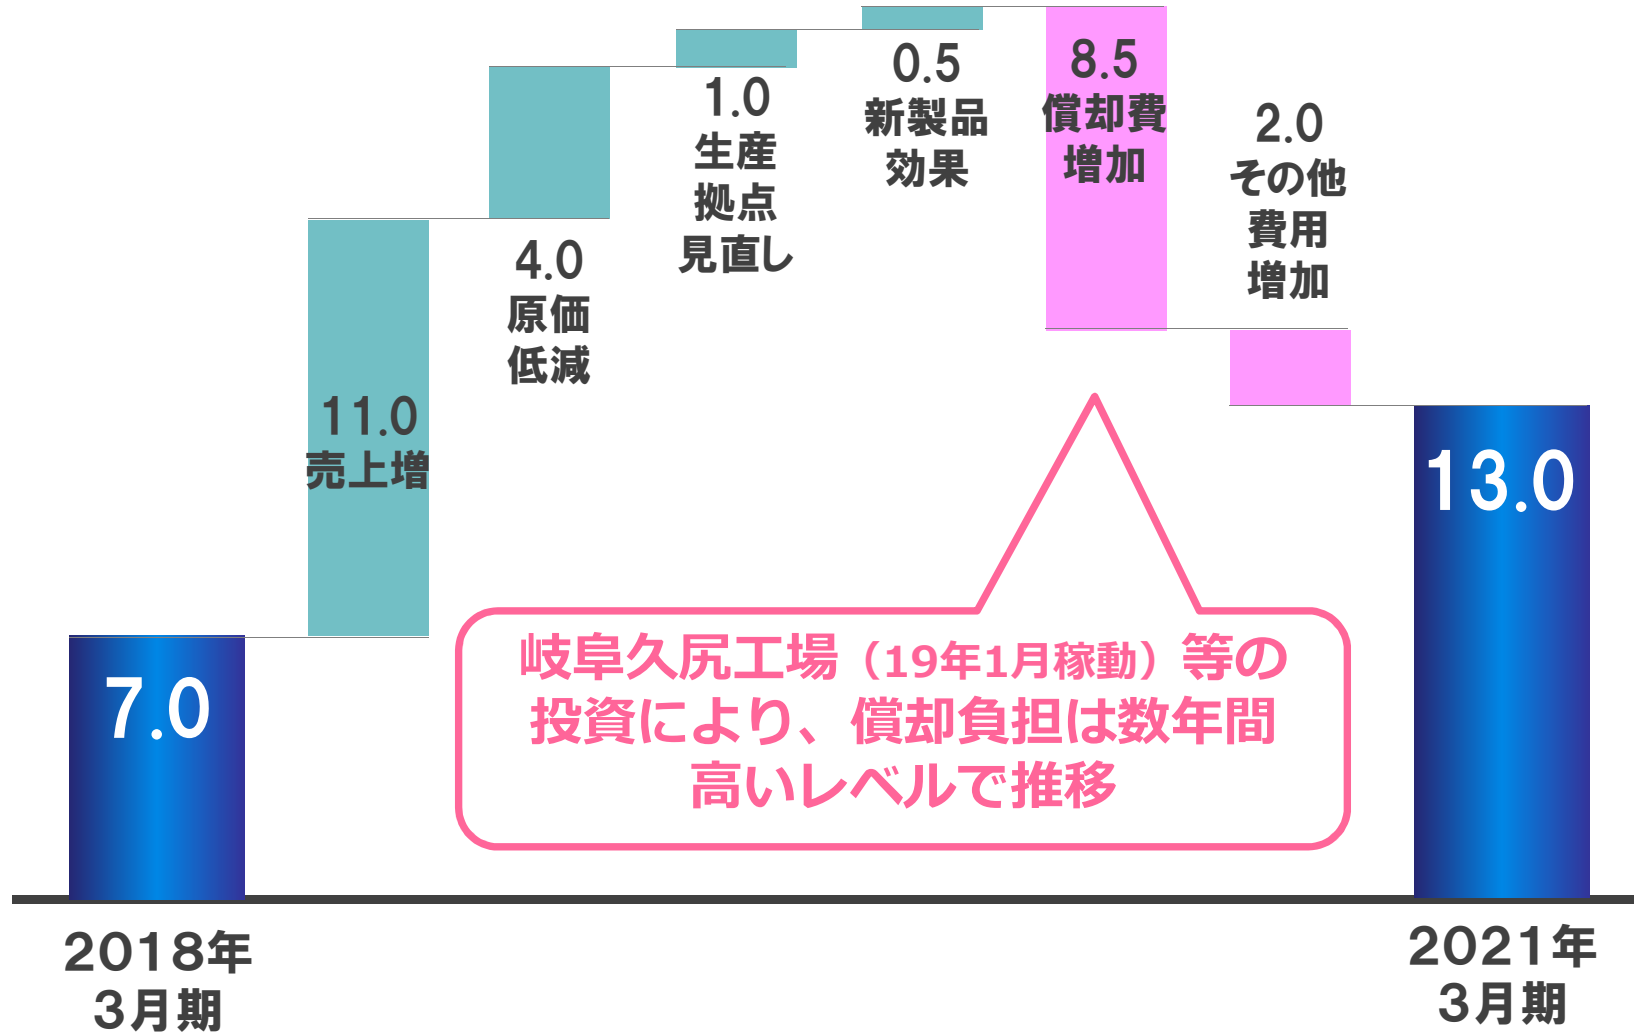 7.0
2018年
3月期
11.0
売上増
4.0
原価
低減
1.0
生産
拠点
見直し
0.5
新製品
効果
8.5
償却費
増加
2.0
その他
費用
増加
岐阜久尻工場（19年1月稼動）等の
投資により、償却負担は数年間
高いレベルで推移
13.0
2021年
3月期